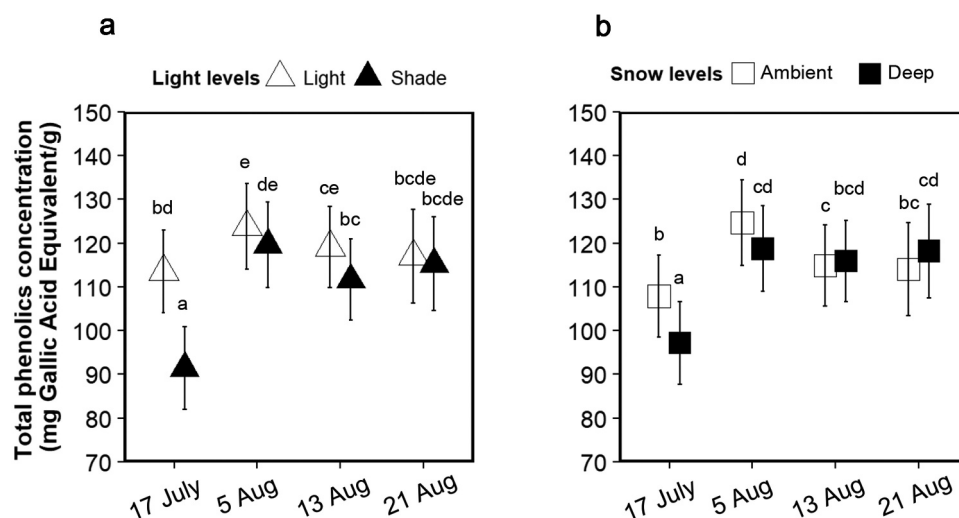 a
Light levels Light Shade
Total phenolics concentration
(mg Gallic Acid Equivalent/g)
150
140
130
120
110
100
90
80
70
bd
a
e
de
ce
bc
bcde
bcde
17 July
5 Aug
13 Aug
21 Aug
b
Snow levels Ambient Deep
150
140
130
120
110
100
90
80
70
b
a
d
cd
c
bcd
bc
cd
17 July
5 Aug
13 Aug
21 Aug